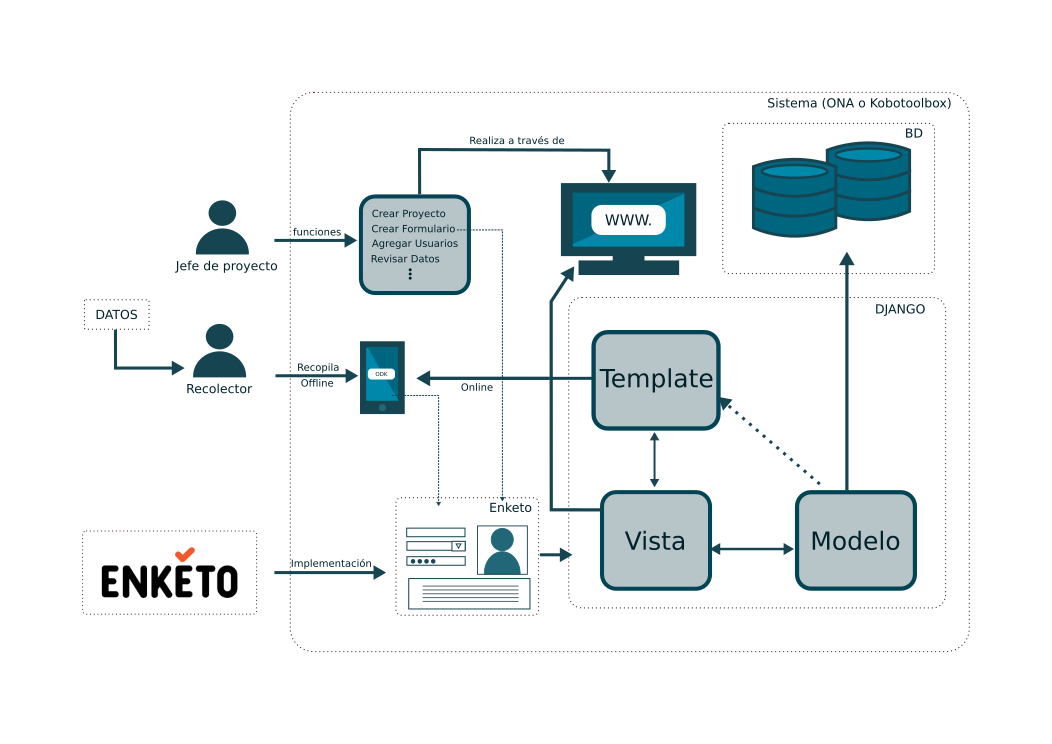 Sistema (ONA o Kobotoolbox)
BD
Realiza a través de
WWW.
Crear Proyecto
Crear Formulario
Agregar Usuarios
Revisar Datos
funciones
Jefe de proyecto
DATOS
DJANGO
Recopila
Offline
ODK
Online
Template
Recolector
Enketo
Vista
Modelo
Implementación
ENKETO